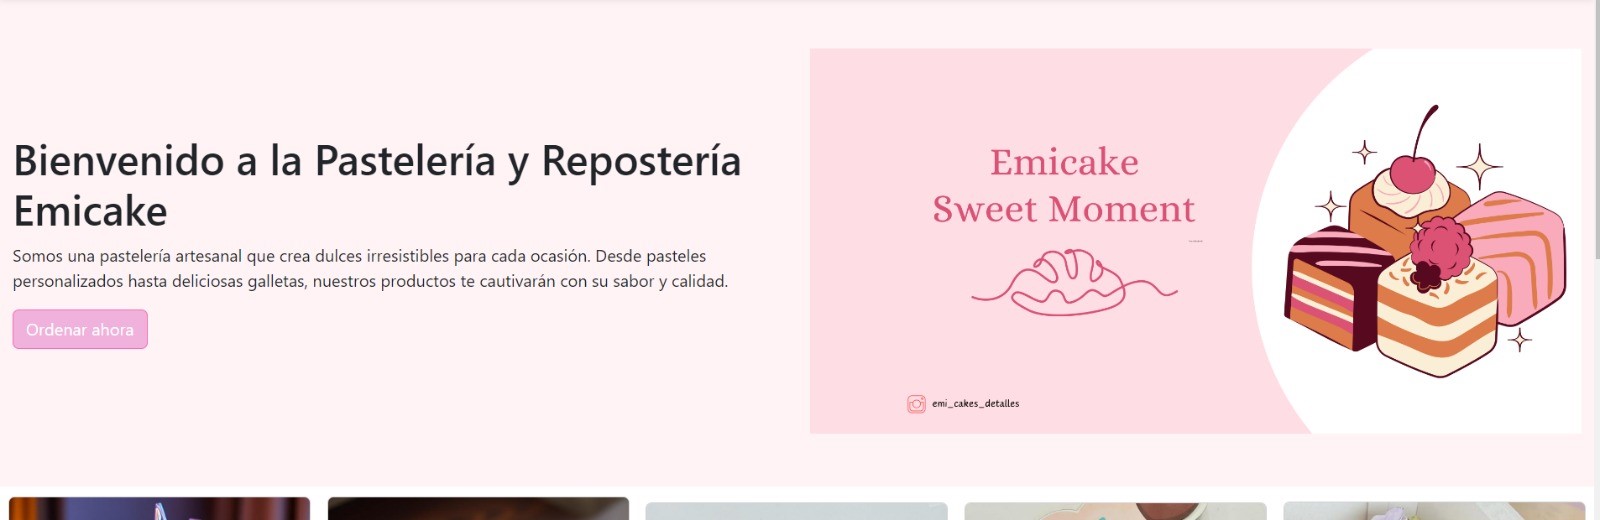 Bienvenido a la Pastelería y Repostería
Emicake
Somos una pastelería artesanal que crea dulces irresistibles para cada ocasión. Desde pasteles
personalizados hasta deliciosas galletas, nuestros productos te cautivarán con su sabor y calidad.
Ordenar ahora
Emicake
Sweet Moment
emi_cakes_detalles